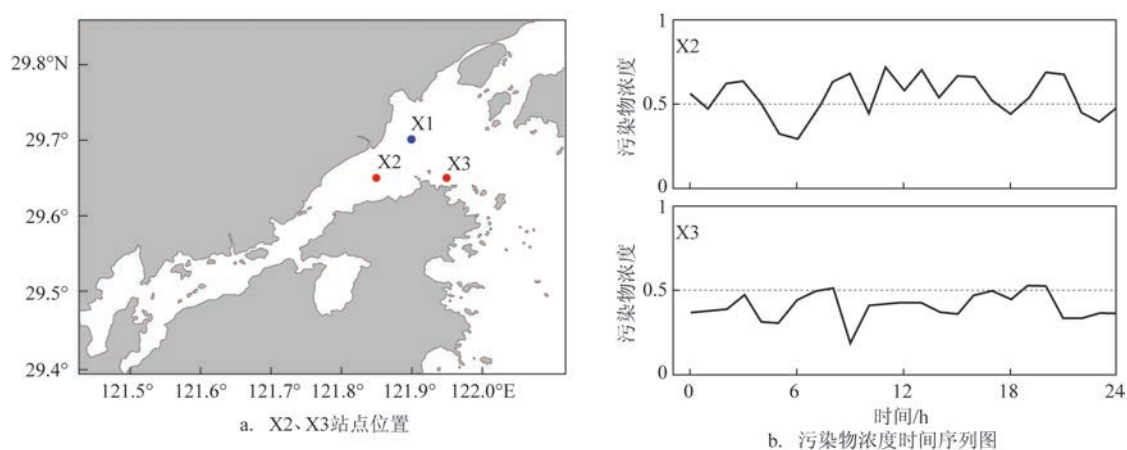 29.8°N
29.7°
29.6°
29.5°
29.4°
121.5°
121.6°
121.7°
121.8°
121.9°
122.0°E
X1
X2
X3
a. X2、X3站点位置
1
X2
污染物浓度
0.5
0
1
X3
污染物浓度
0.5
0
0
6
12
18
24
时间/h
b. 污染物浓度时间序列图